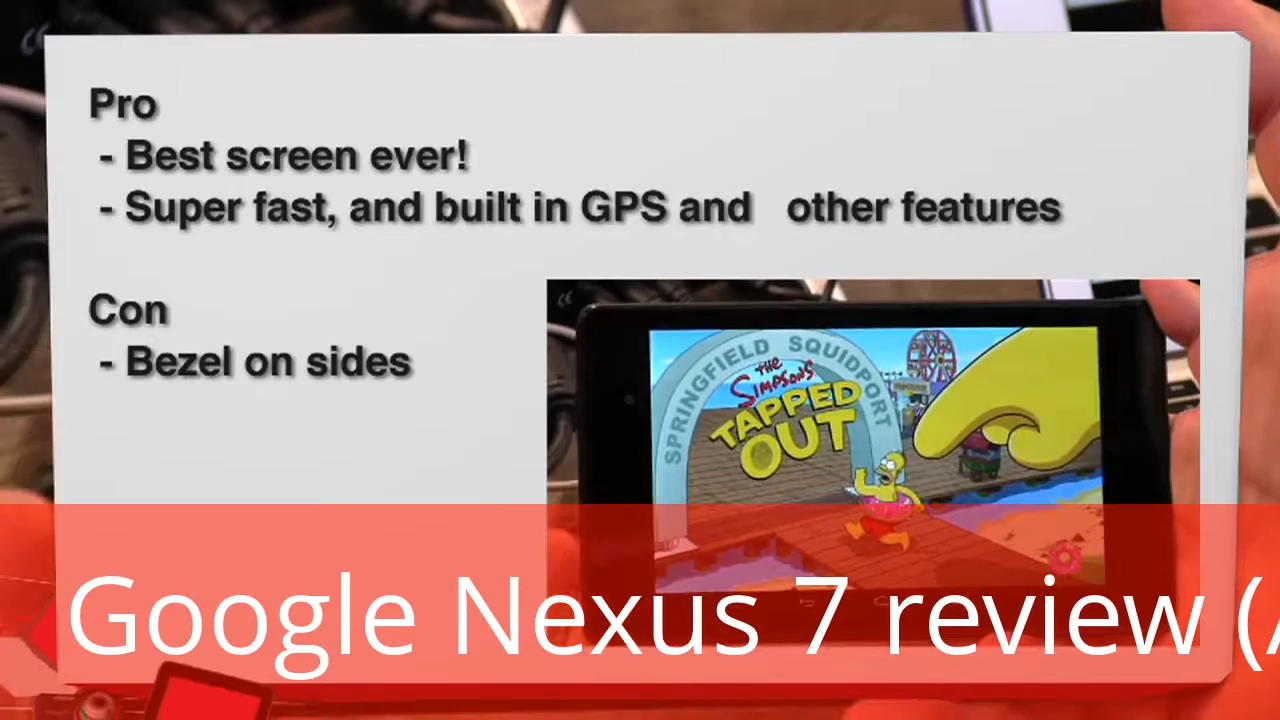 Pro
- Best screen ever!
- Super fast, and built in GPS and other features
Con
- Bezel on sides
SPRINGFIELD SQUIDPORT
THE
SIMPSONS
TAPPED
OUT
Google Nexus 7 review (